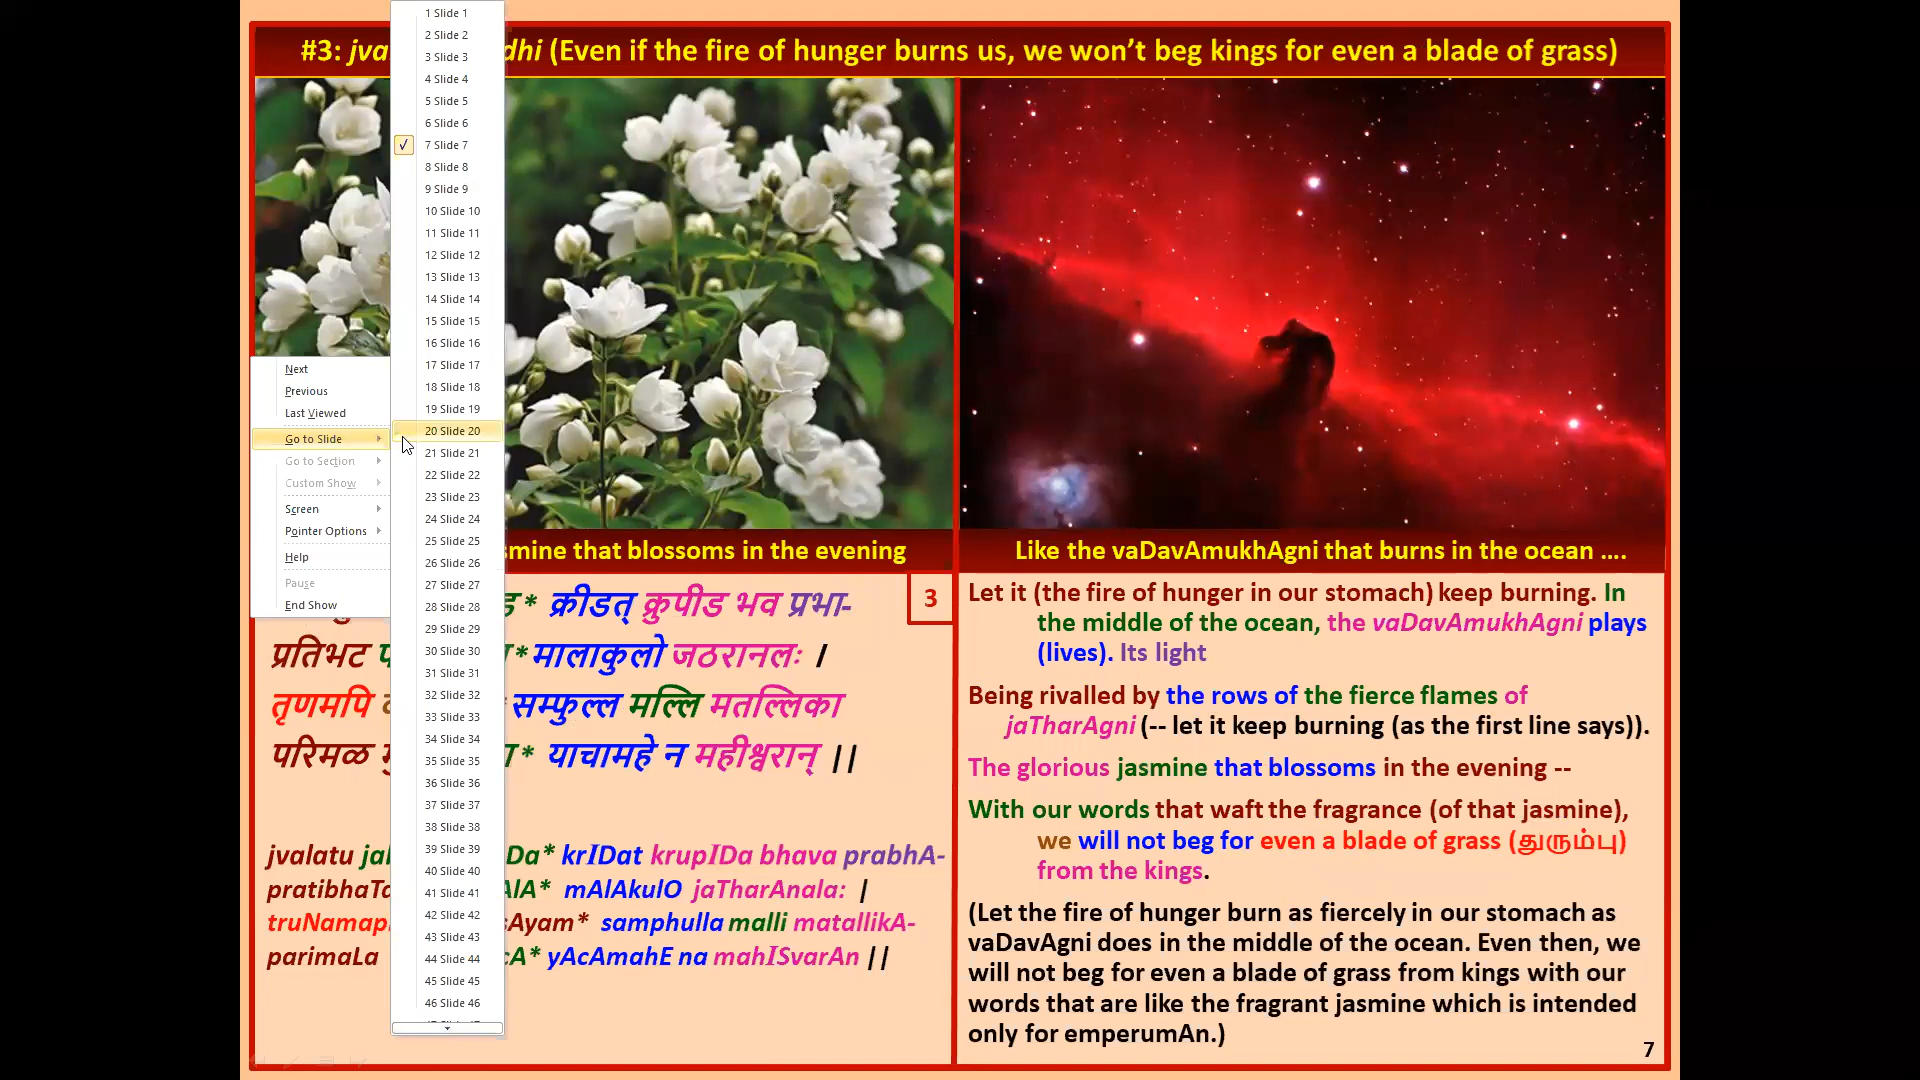 #3: jva dhi (Even if the fire of hunger burns us, we won't beg kings for even a blade of grass)
1 Slide 1
2 Slide 2
3 Slide 3
4 Slide 4
5 Slide 5
6 Slide 6
√ 7 Slide 7
8 Slide 8
9 Slide 9
10 Slide 10
11 Slide 11
12 Slide 12
13 Slide 13
14 Slide 14
15 Slide 15
16 Slide 16
17 Slide 17
18 Slide 18
19 Slide 19
20 Slide 20
21 Slide 21
22 Slide 22
23 Slide 23
24 Slide 24
25 Slide 25
26 Slide 26
27 Slide 27
28 Slide 28
29 Slide 29
30 Slide 30
31 Slide 31
32 Slide 32
33 Slide 33
34 Slide 34
35 Slide 35
36 Slide 36
37 Slide 37
38 Slide 38
39 Slide 39
40 Slide 40
41 Slide 41
42 Slide 42
43 Slide 43
44 Slide 44
45 Slide 45
46 Slide 46
Next
Previous
Last Viewed
Go to Slide
Go to Section
Custom Show
Screen
Pointer Options
Help
Pause
End Show
smine that blossoms in the evening
3
ड* क्रीडत् क्रुपीड भव प्रभा-
प्रतिभट *मालाकुलो जठरानलः ।
तृणमपि सम्फुल्ल मल्लि मतल्लिका
परिमळ * याचामहे न महीश्वरान् ||
jvalatu jal Da* krIDat krupIDa bhava prabhA-
pratibhaTa AlA* mAlAkulO jaTharAnala: |
truNamap sAyam* samphulla malli matallikA-
parimaLa cA* yAcAmahE na mahISvarAn ||
Like the vaDavAmukhAgni that burns in the ocean ….
Let it (the fire of hunger in our stomach) keep burning. In
the middle of the ocean, the vaDavAmukhAgni plays
(lives). Its light
Being rivalled by the rows of the fierce flames of
jaTharAgni (-- let it keep burning (as the first line says)).
The glorious jasmine that blossoms in the evening --
With our words that waft the fragrance (of that jasmine),
we will not beg for even a blade of grass (துரும்பு)
from the kings.
(Let the fire of hunger burn as fiercely in our stomach as
vaDavAgni does in the middle of the ocean. Even then, we
will not beg for even a blade of grass from kings with our
words that are like the fragrant jasmine which is intended
only for emperumAn.)
7